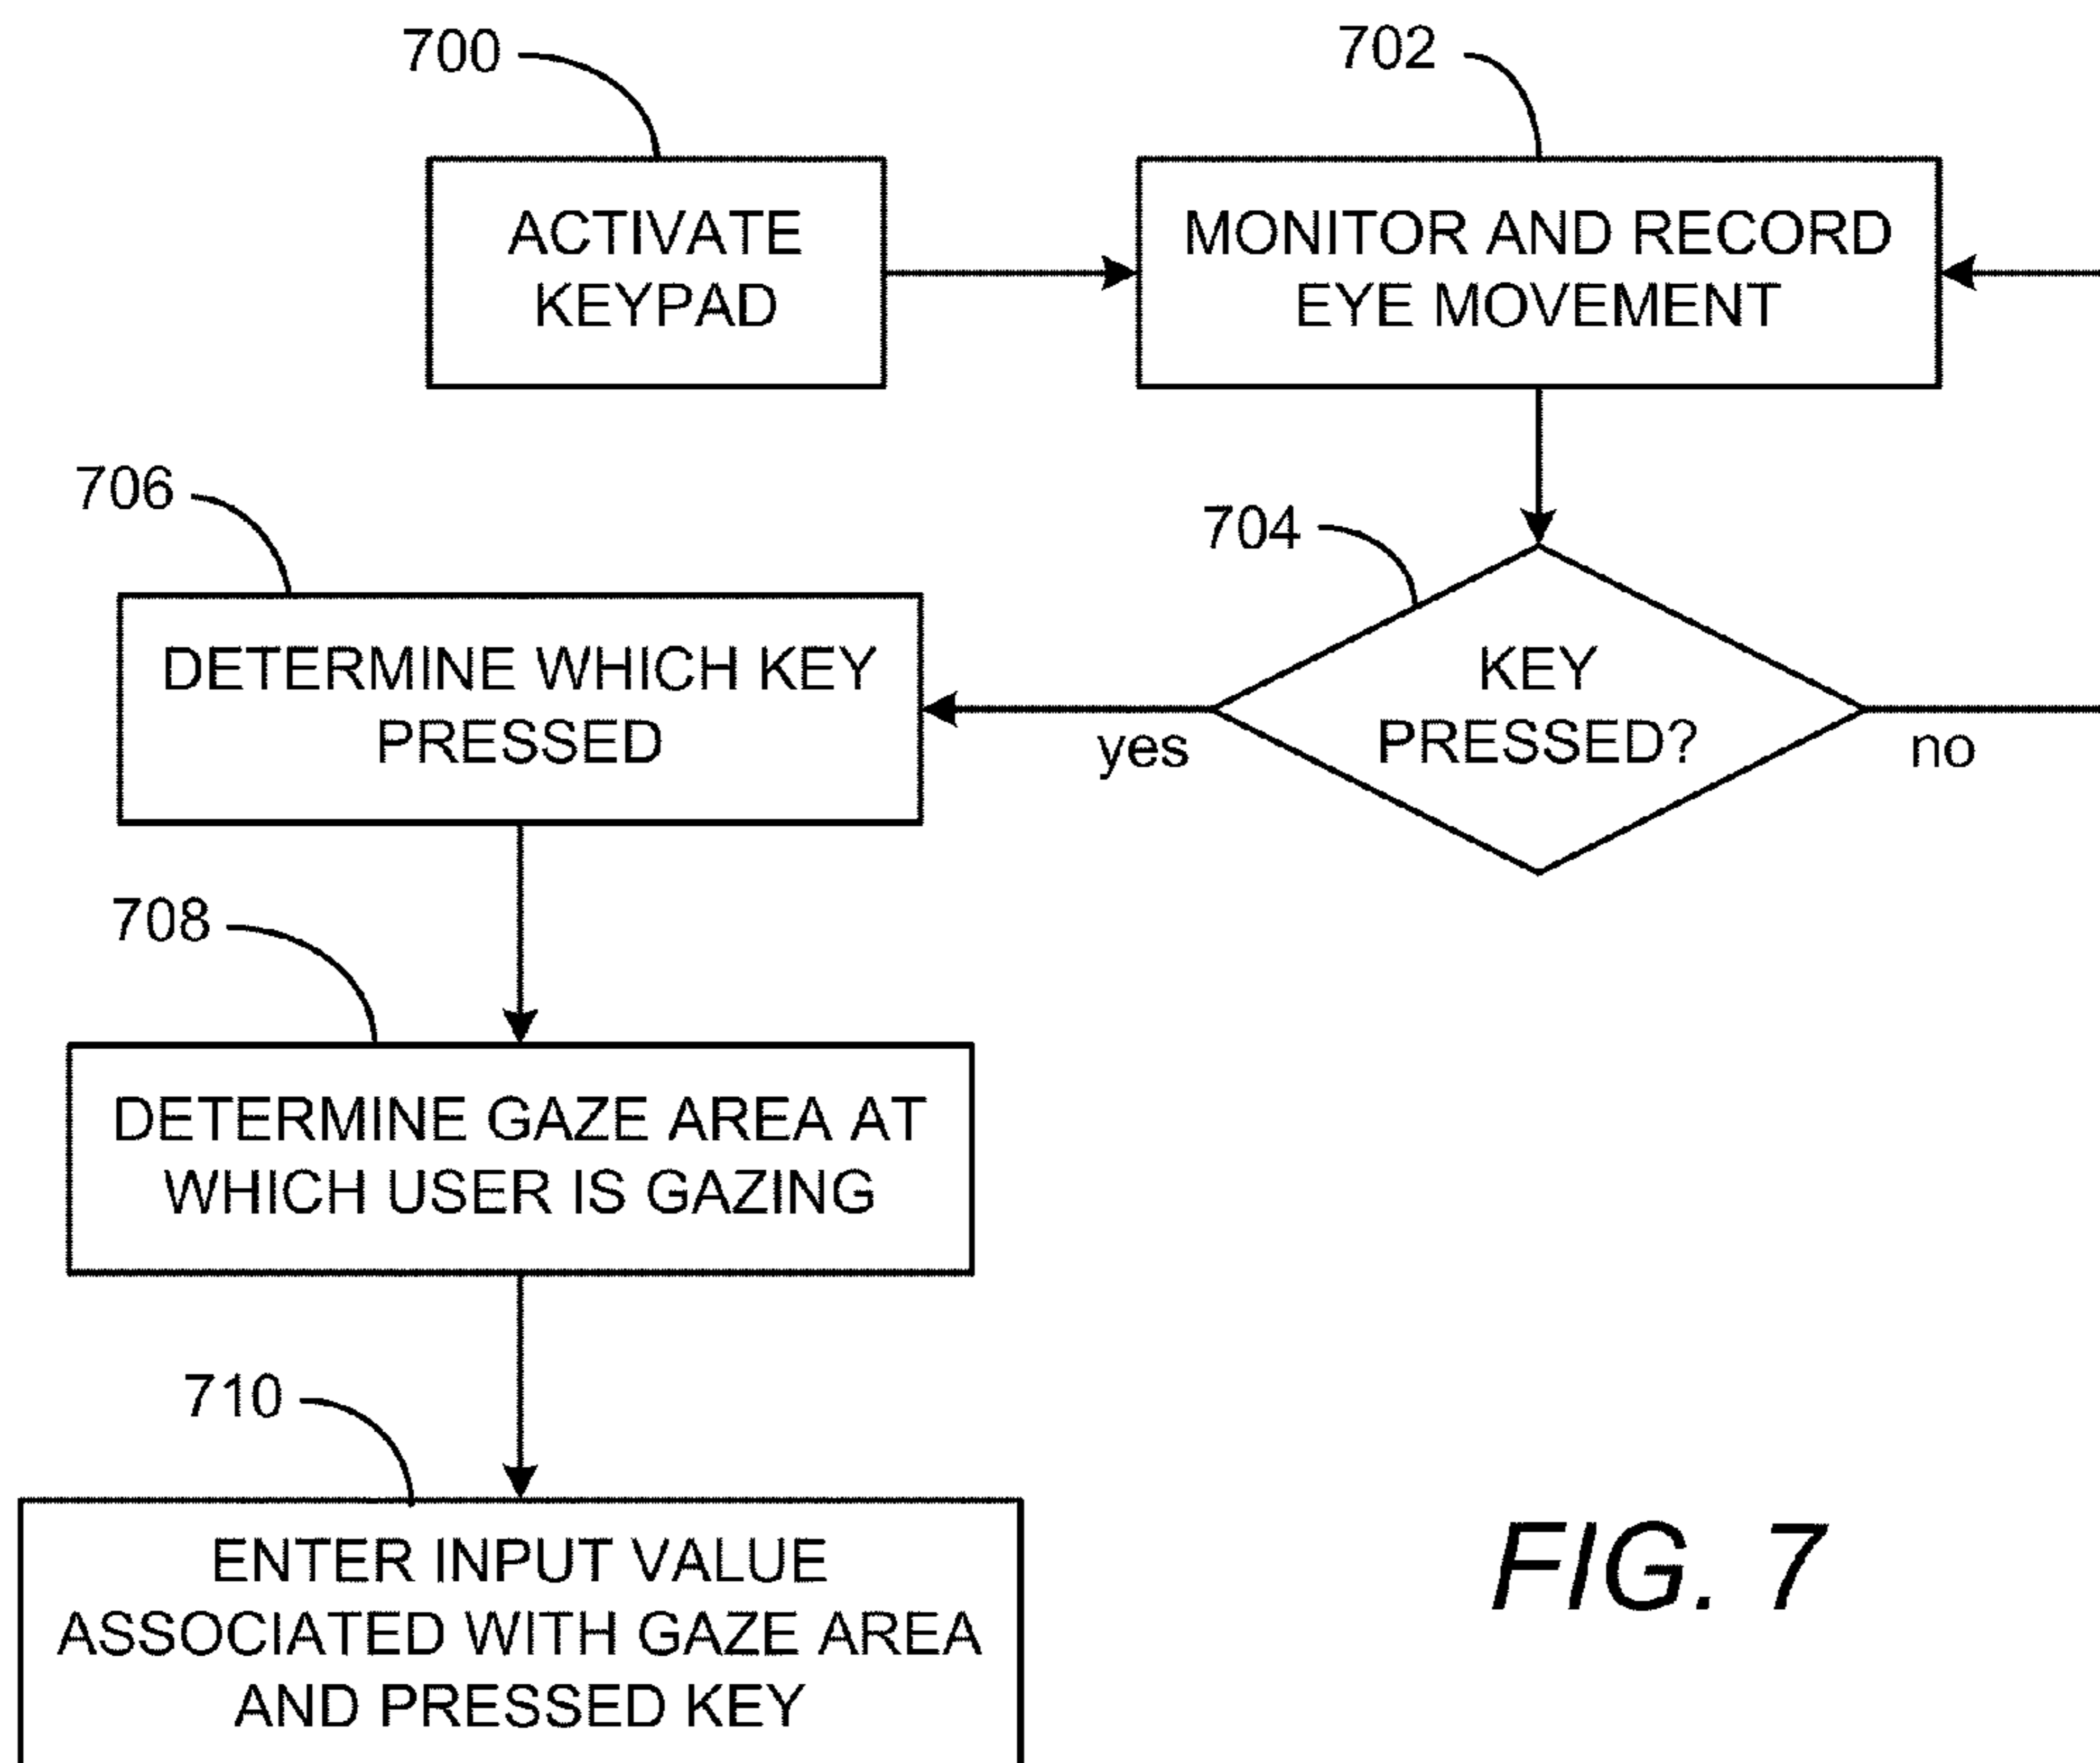 700
702
ACTIVATE
KEYPAD
MONITOR AND RECORD
EYE MOVEMENT
706
704
DETERMINE WHICH KEY
PRESSED
yes
KEY
PRESSED?
no
708
DETERMINE GAZE AREA AT
WHICH USER IS GAZING
710
ENTER INPUT VALUE
ASSOCIATED WITH GAZE AREA
AND PRESSED KEY
FIG. 7